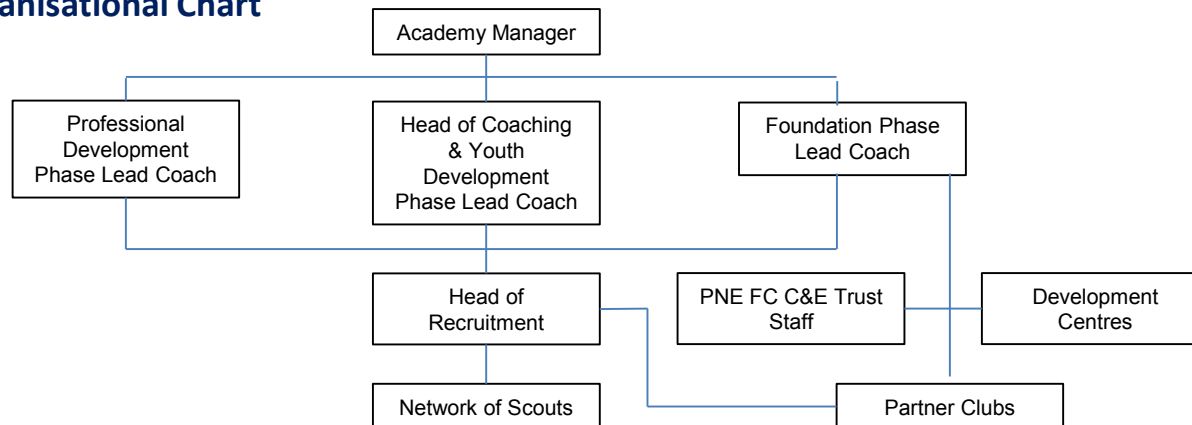 anisational Chart
Academy Manager
Professional
Development
Phase Lead Coach
Head of Coaching
& Youth
Development
Phase Lead Coach
Foundation Phase
Lead Coach
Head of
Recruitment
PNE FC C&E Trust
Staff
Development
Centres
Network of Scouts
Partner Clubs